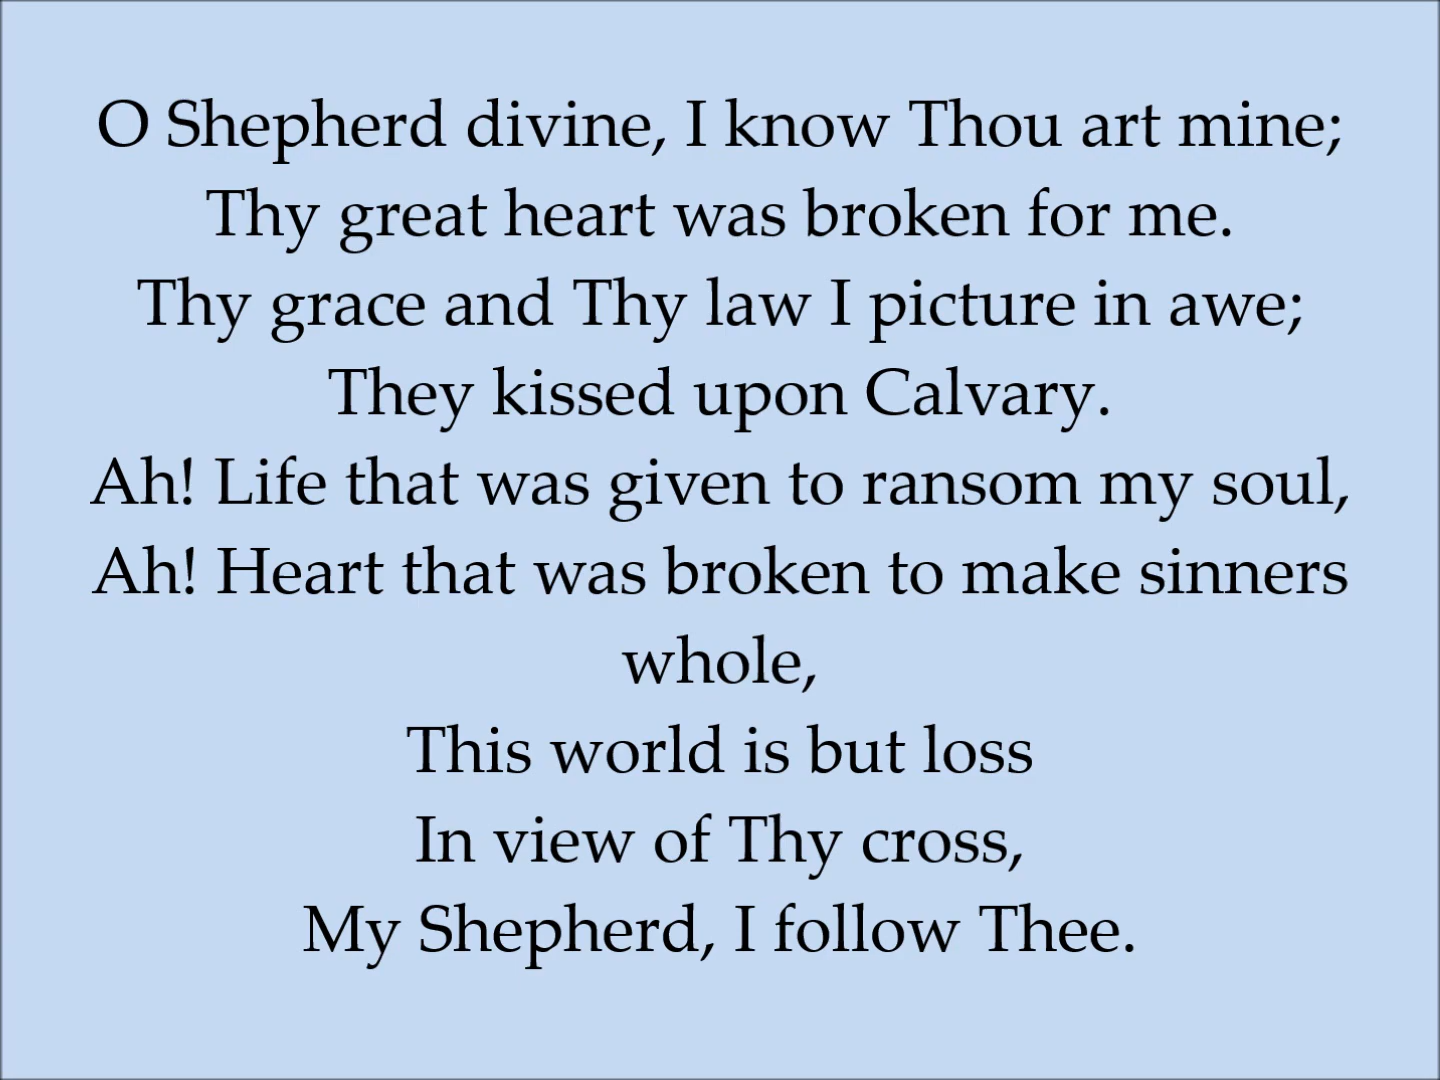 O Shepherd divine, I know Thou art mine;
Thy great heart was broken for me.
Thy grace and Thy law I picture in awe;
They kissed upon Calvary.
Ah! Life that was given to ransom my soul,
Ah! Heart that was broken to make sinners
whole,
This world is but loss
In view of Thy cross,
My Shepherd, I follow Thee.